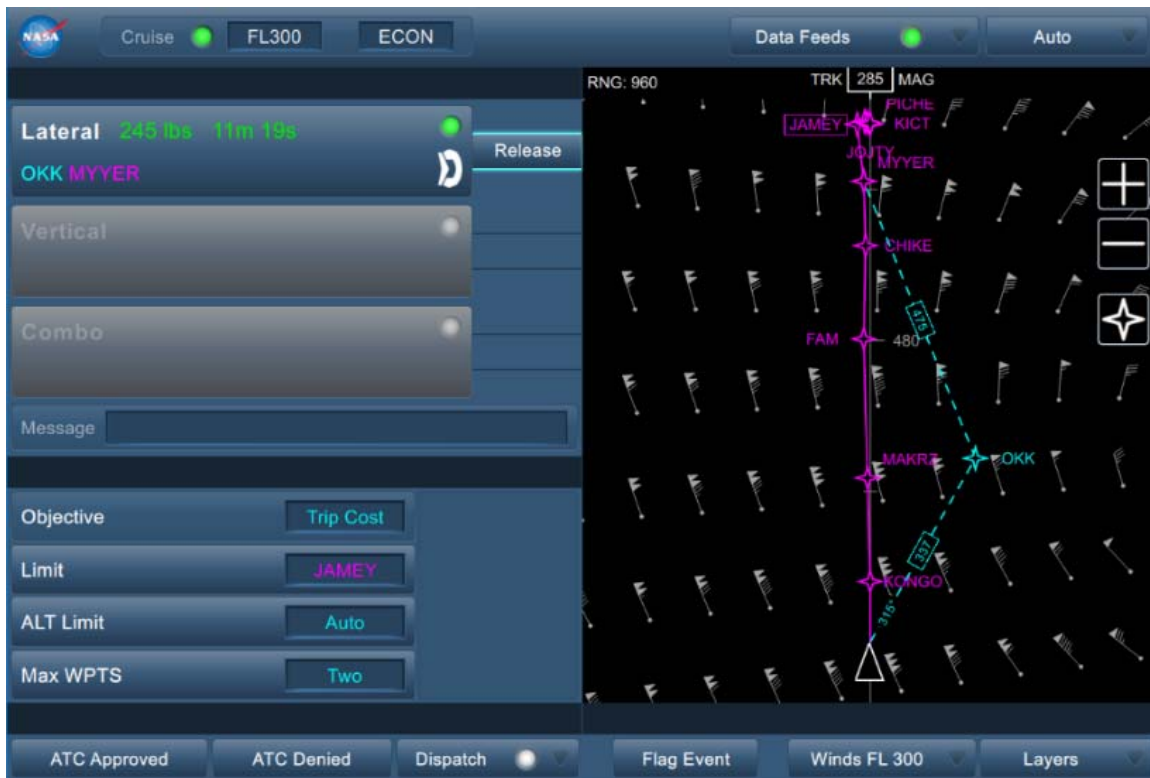 NASA
Cruise FL300 ECON
Data Feeds
Auto
Lateral 245 lbs 11m 19s
OKK MYYER
Release
Vertical
Combo
Message
Objective Trip Cost
Limit JAMEY
ALT Limit Auto
Max WPTS Two
RNG: 960
TRK 285 MAG
PICHE
JAMEY KICT
JOJTY
MYYER
CHIKE
475
FAM 480
MAKRZ OKK
337
KONGO
315°
ATC Approved ATC Denied Dispatch Flag Event Winds FL 300 Layers